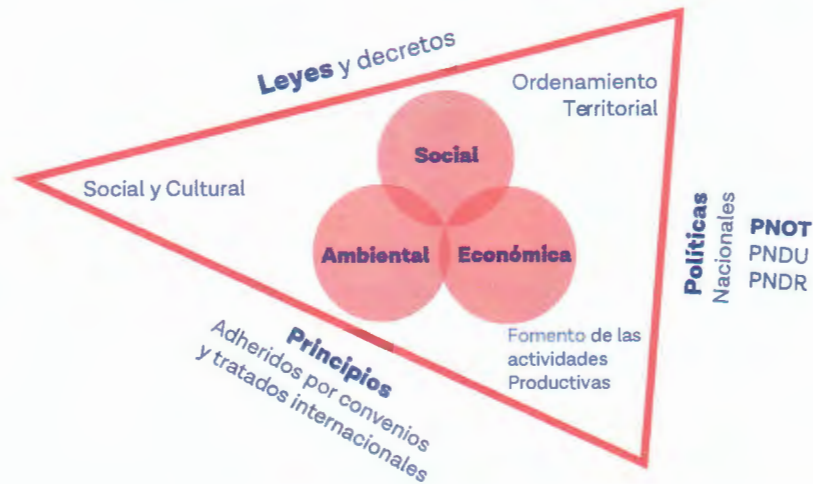 Leyes y decretos
Ordenamiento
Territorial
Social
Social y Cultural
Ambiental
Económica
Políticas
Nacionales
PNOT
PNDU
PNDR
Fomento de las
actividades
Productivas
Principios
Adheridos por convenios
y tratados internacionales